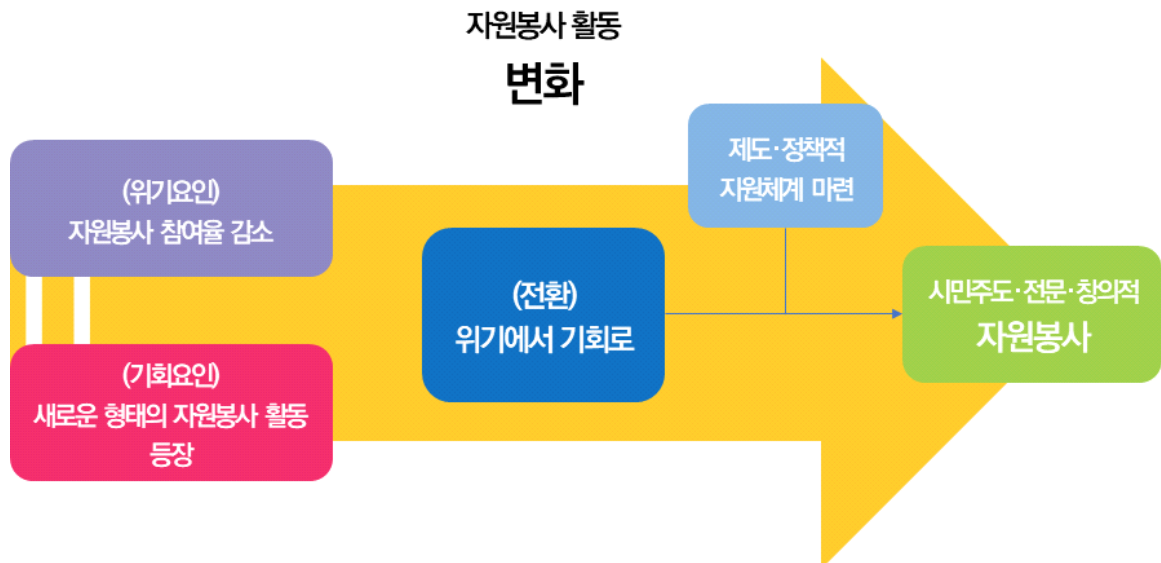 자원봉사 활동
변화
(위기요인)
자원봉사 참여율 감소
(기회요인)
새로운 형태의 자원봉사 활동
등장
(전환)
위기에서 기회로
제도·정책적
지원체계 마련
시민주도·전문·창의적
자원봉사